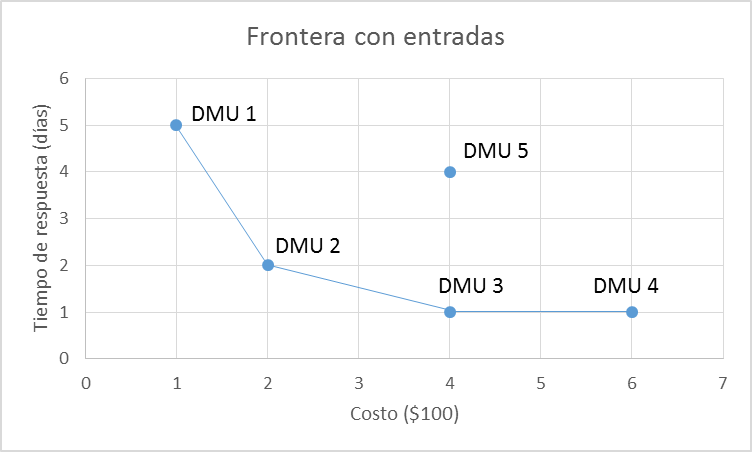 Frontera con entradas
6
5
4
3
2
1
0
Tiempo de respuesta (días)
DMU 1
DMU 5
DMU 2
DMU 3
DMU 4
0 1 2 3 4 5 6 7
Costo ($100)